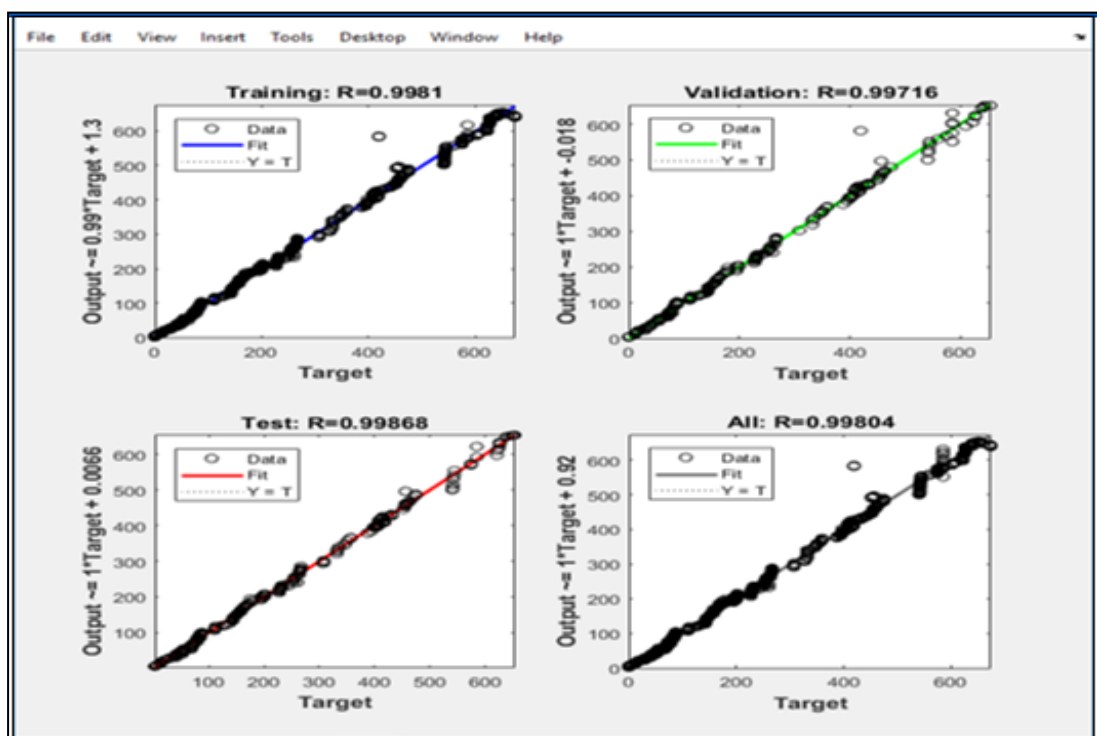 File Edit View Insert Tools Desktop Window Help
Training: R=0.9981
Output ~= 0.99*Target + 1.3
Data
Fit
Y = T
600
500
400
300
200
100
0
0 200 400 600
Target
Validation: R=0.99716
Output ~= 1*Target + -0.018
Data
Fit
Y = T
600
500
400
300
200
100
0
0 200 400 600
Target
Test: R=0.99868
Output ~= 1*Target + 0.0066
Data
Fit
Y = T
600
500
400
300
200
100
100 200 300 400 500 600
Target
All: R=0.99804
Output ~= 1*Target + 0.92
Data
Fit
Y = T
600
500
400
300
200
100
0
0 200 400 600
Target